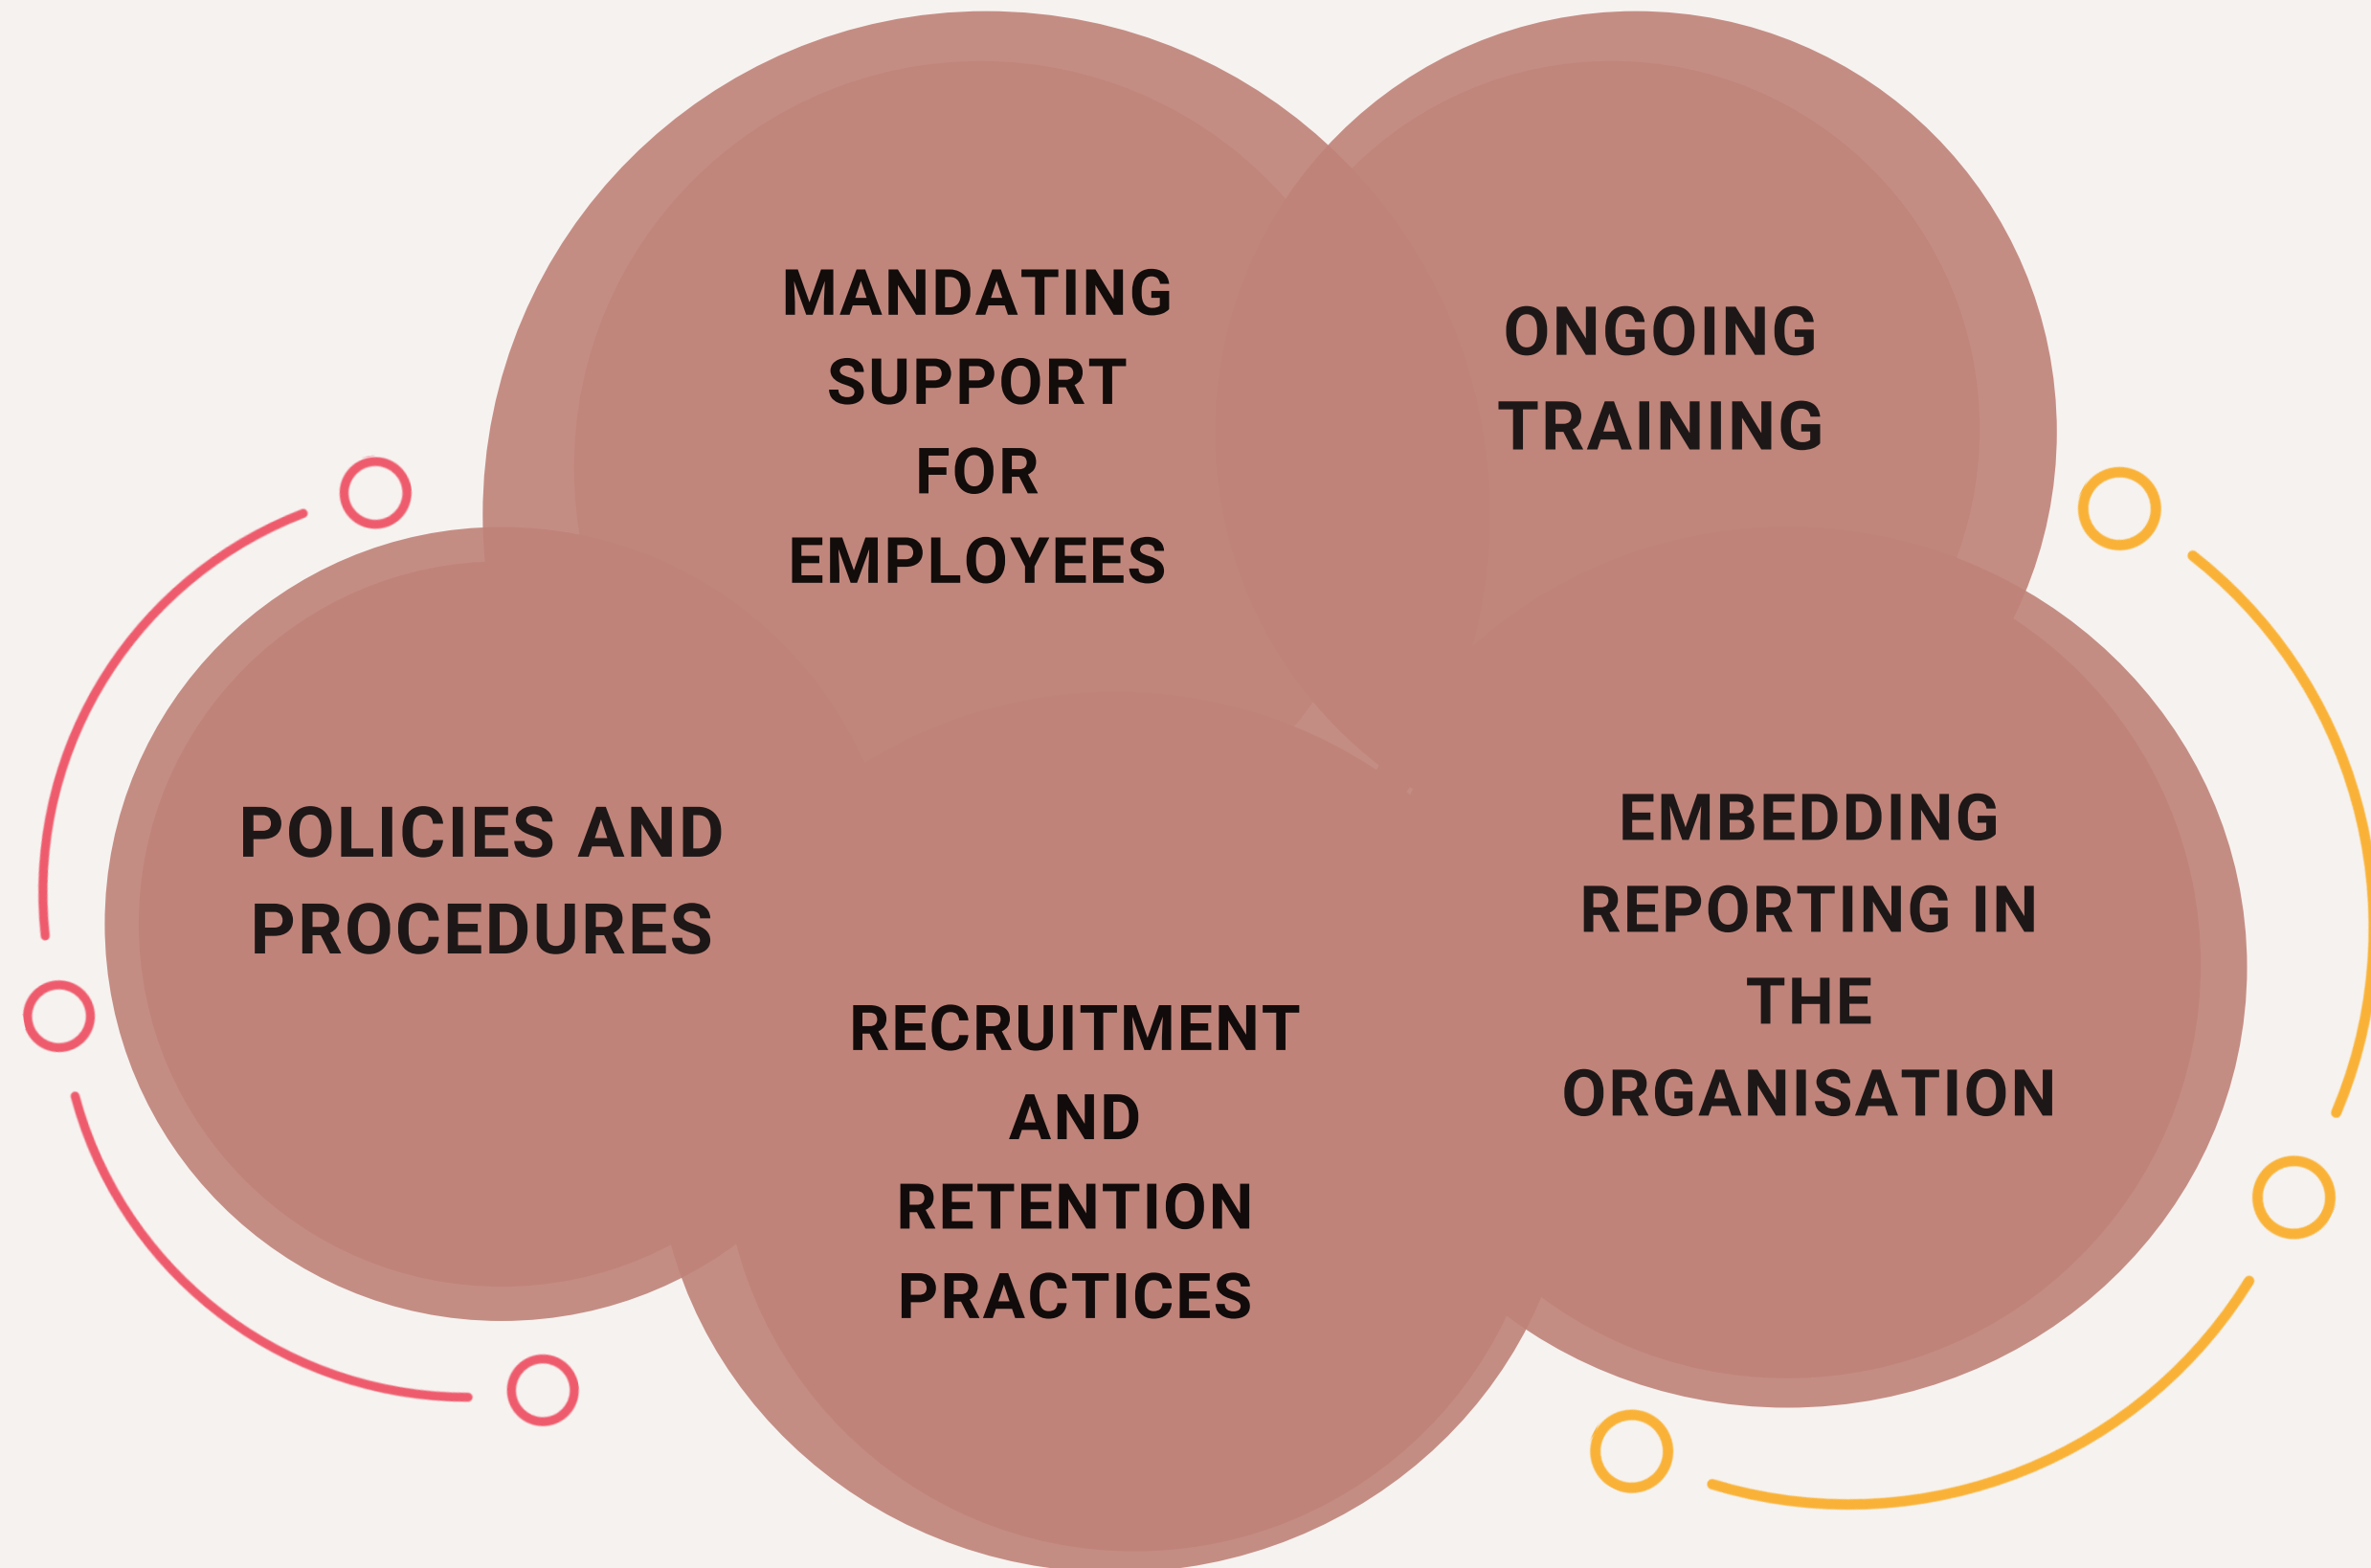 MANDATING
SUPPORT
FOR
EMPLOYEES
ONGOING
TRAINING
POLICIES AND
PROCEDURES
RECRUITMENT
AND
RETENTION
PRACTICES
EMBEDDING
REPORTING IN
THE
ORGANISATION